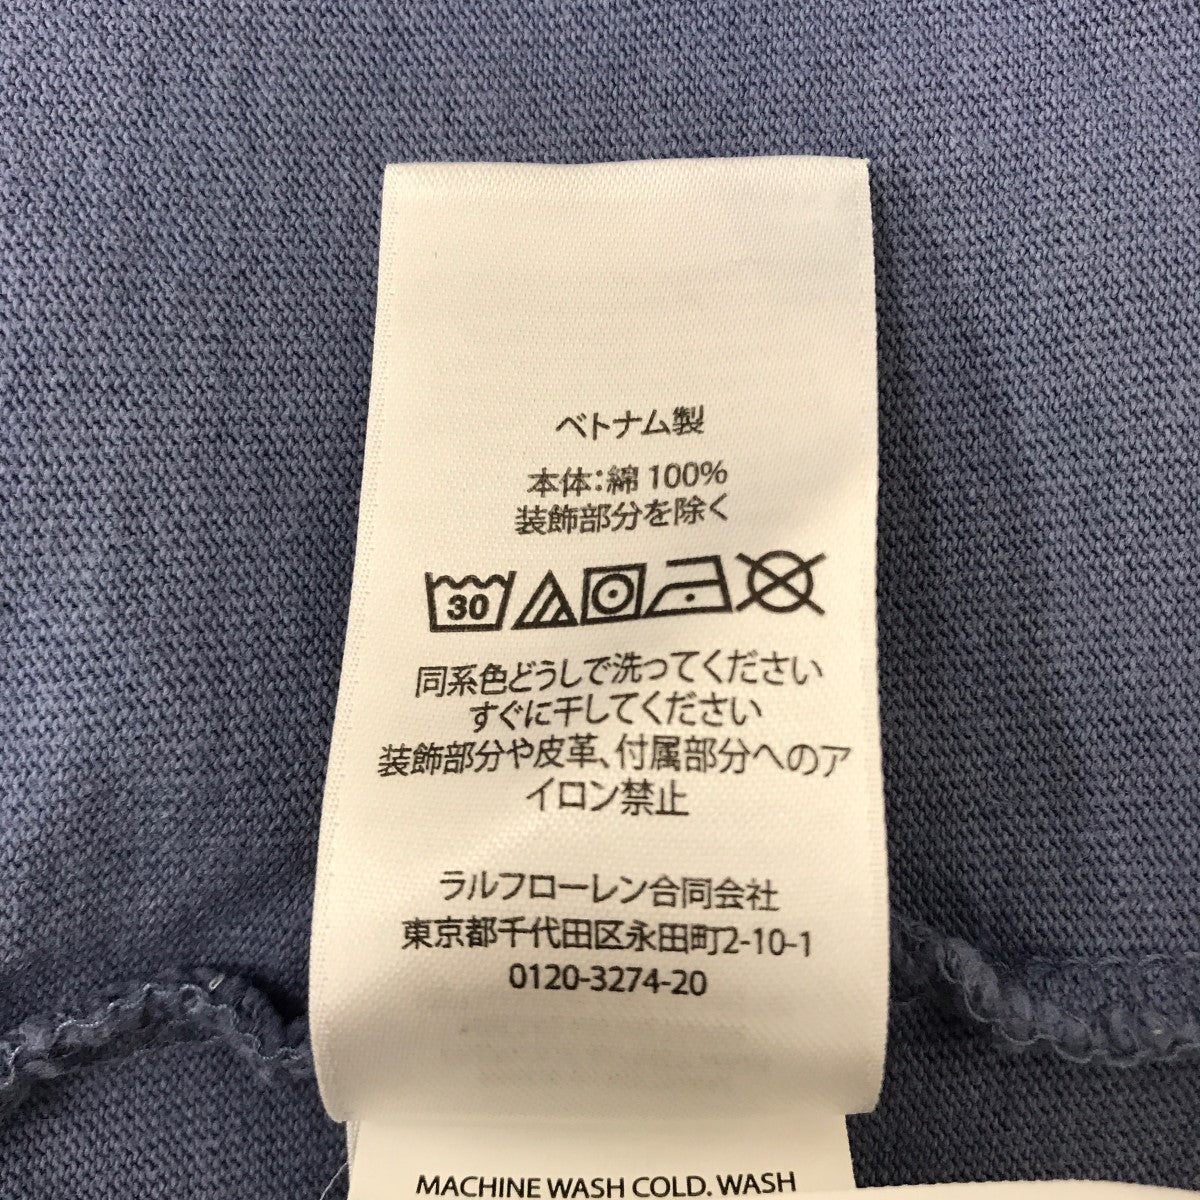 ベトナム製
本体：綿 100%
装飾部分を除く
30
同系色どうしで洗ってください
すぐに干してください
装飾部分や皮革、付属部分へのア
イロン禁止
ラルフローレン合同会社
東京都千代田区永田町2-10-1
0120-3274-20
MACHINE WASH COLD. WASH